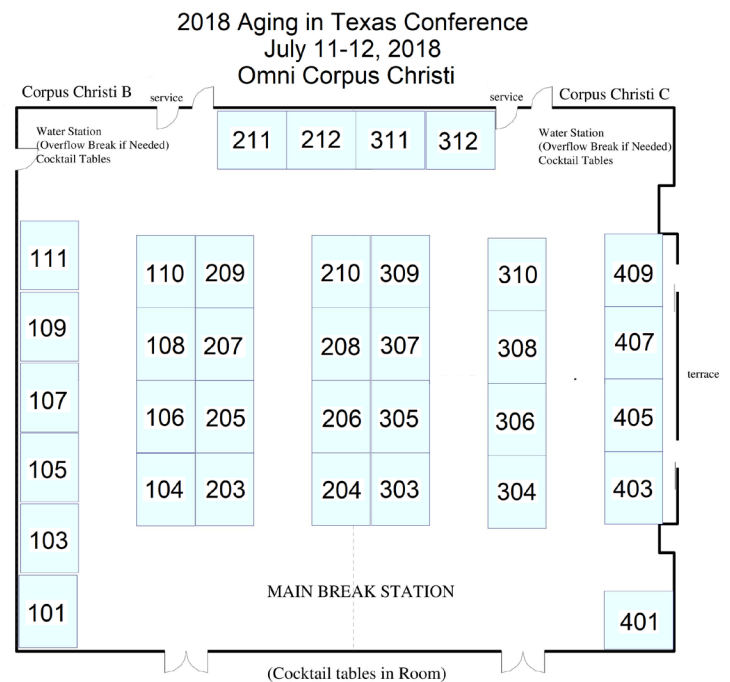 2018 Aging in Texas Conference
July 11-12, 2018
Omni Corpus Christi
Corpus Christi B
service
service
Corpus Christi C
Water Station
(Overflow Break if Needed)
Cocktail Tables
211 212 311 312
Water Station
(Overflow Break if Needed)
Cocktail Tables
111 110 209 210 309 310 409
109 108 207 208 307 308 407
terrace
107 106 205 206 305 306 405
105 104 203 204 303 304 403
103
101
MAIN BREAK STATION
401
(Cocktail tables in Room)